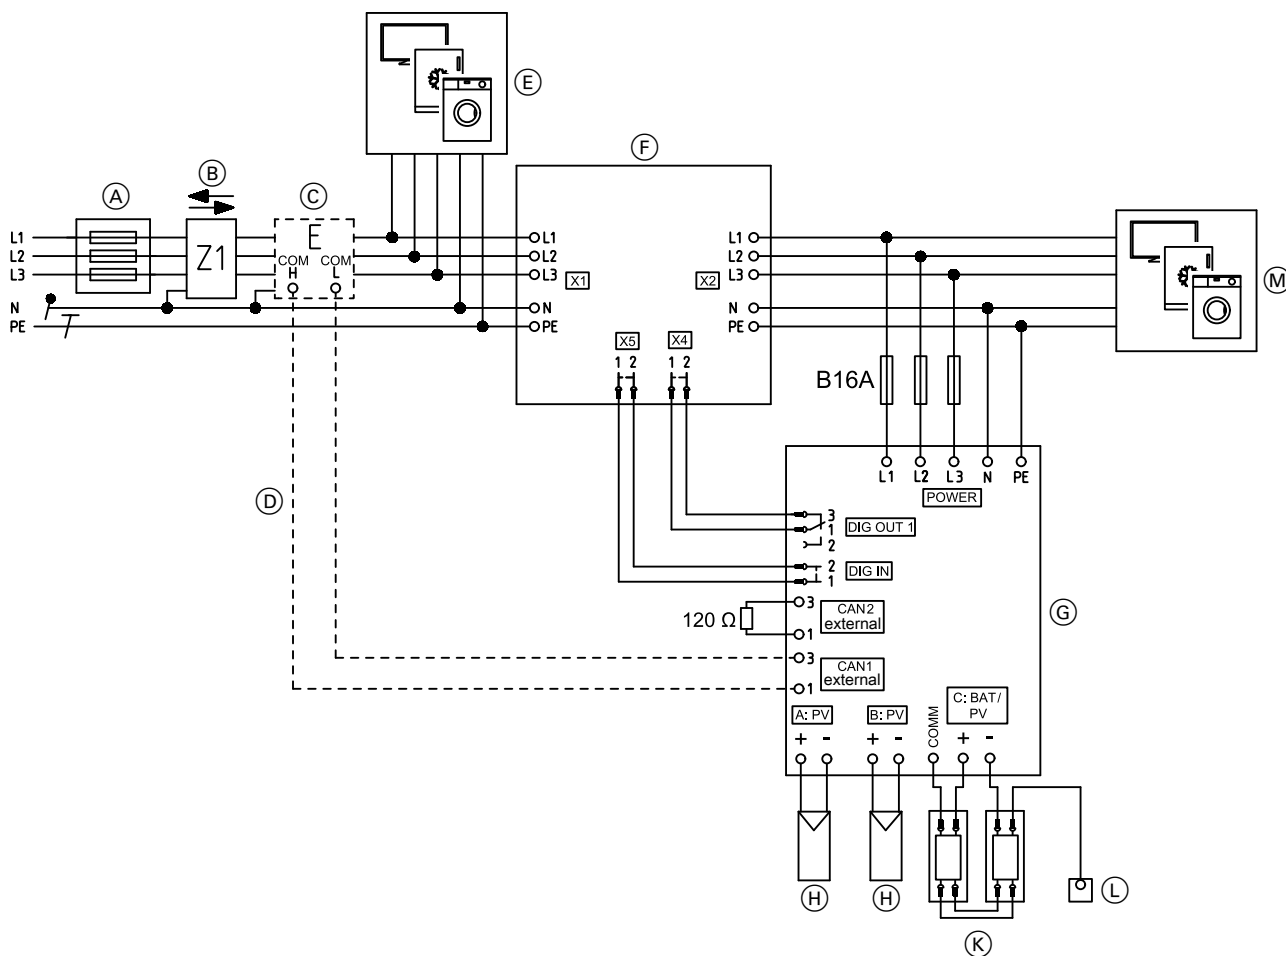 E
F
B
A
C
L1
L2
L3
N
PE
Z1
E
COM COM
H L
L1
L2
L3
N
PE
X1
X2
L1
L2
L3
N
PE
M
X5 X4
1 2 1 2
B16A
L1 L2 L3 N PE
POWER
D
3
1
2
DIG OUT 1
2
1
DIG IN
120 Ω
3
1
CAN2
external
3
1
CAN1
external
G
A: PV
+ -
B: PV
+ -
COMM
C: BAT/
PV
+ -
H
H
K
L